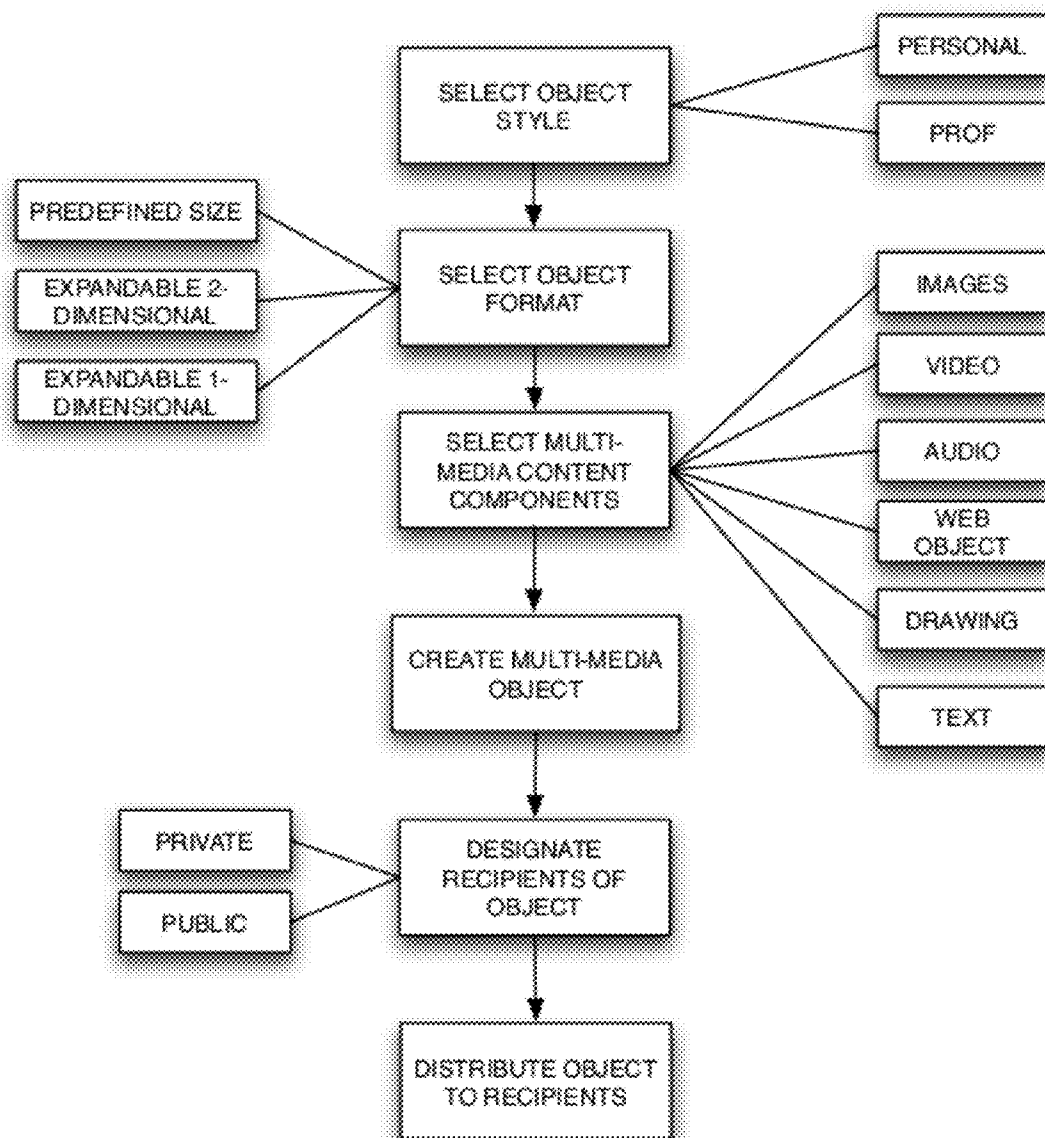 SELECT OBJECT
STYLE
PERSONAL
PROF
PREDEFINED SIZE
EXPANDABLE 2-
DIMENSIONAL
EXPANDABLE 1-
DIMENSIONAL
SELECT OBJECT
FORMAT
SELECT MULTI-
MEDIA CONTENT
COMPONENTS
IMAGES
VIDEO
AUDIO
WEB
OBJECT
DRAWING
TEXT
CREATE MULTI-MEDIA
OBJECT
PRIVATE
PUBLIC
DESIGNATE
RECIPIENTS OF
OBJECT
DISTRIBUTE OBJECT
TO RECIPIENTS